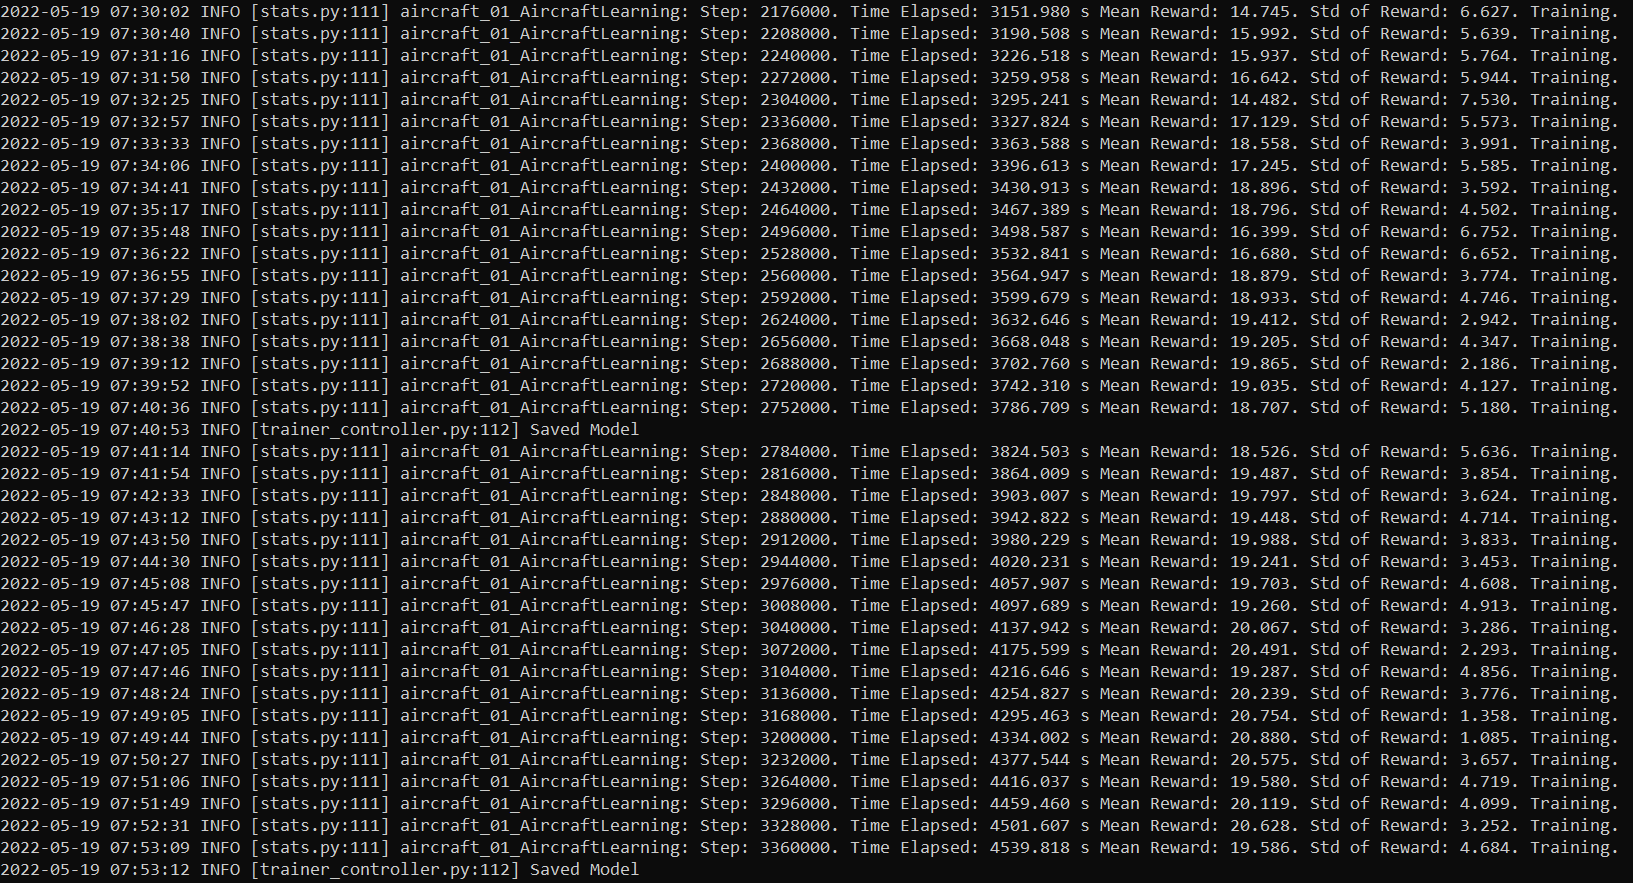 2022-05-19 07:30:02 INFO [stats.py:111] aircraft_01_AircraftLearning: Step: 2176000. Time Elapsed: 3151.980 s Mean Reward: 14.745. Std of Reward: 6.627. Training.
2022-05-19 07:30:40 INFO [stats.py:111] aircraft_01_AircraftLearning: Step: 2208000. Time Elapsed: 3190.508 s Mean Reward: 15.992. Std of Reward: 5.639. Training.
2022-05-19 07:31:16 INFO [stats.py:111] aircraft_01_AircraftLearning: Step: 2240000. Time Elapsed: 3226.518 s Mean Reward: 15.937. Std of Reward: 5.764. Training.
2022-05-19 07:31:50 INFO [stats.py:111] aircraft_01_AircraftLearning: Step: 2272000. Time Elapsed: 3259.958 s Mean Reward: 16.642. Std of Reward: 5.944. Training.
2022-05-19 07:32:25 INFO [stats.py:111] aircraft_01_AircraftLearning: Step: 2304000. Time Elapsed: 3295.241 s Mean Reward: 14.482. Std of Reward: 7.530. Training.
2022-05-19 07:32:57 INFO [stats.py:111] aircraft_01_AircraftLearning: Step: 2336000. Time Elapsed: 3327.824 s Mean Reward: 17.129. Std of Reward: 5.573. Training.
2022-05-19 07:33:33 INFO [stats.py:111] aircraft_01_AircraftLearning: Step: 2368000. Time Elapsed: 3363.588 s Mean Reward: 18.558. Std of Reward: 3.991. Training.
2022-05-19 07:34:06 INFO [stats.py:111] aircraft_01_AircraftLearning: Step: 2400000. Time Elapsed: 3396.613 s Mean Reward: 17.245. Std of Reward: 5.585. Training.
2022-05-19 07:34:41 INFO [stats.py:111] aircraft_01_AircraftLearning: Step: 2432000. Time Elapsed: 3430.913 s Mean Reward: 18.896. Std of Reward: 3.592. Training.
2022-05-19 07:35:17 INFO [stats.py:111] aircraft_01_AircraftLearning: Step: 2464000. Time Elapsed: 3467.389 s Mean Reward: 18.796. Std of Reward: 4.502. Training.
2022-05-19 07:35:48 INFO [stats.py:111] aircraft_01_AircraftLearning: Step: 2496000. Time Elapsed: 3498.587 s Mean Reward: 16.399. Std of Reward: 6.752. Training.
2022-05-19 07:36:22 INFO [stats.py:111] aircraft_01_AircraftLearning: Step: 2528000. Time Elapsed: 3532.841 s Mean Reward: 16.680. Std of Reward: 6.652. Training.
2022-05-19 07:36:55 INFO [stats.py:111] aircraft_01_AircraftLearning: Step: 2560000. Time Elapsed: 3564.947 s Mean Reward: 18.879. Std of Reward: 3.774. Training.
2022-05-19 07:37:29 INFO [stats.py:111] aircraft_01_AircraftLearning: Step: 2592000. Time Elapsed: 3599.679 s Mean Reward: 18.933. Std of Reward: 4.746. Training.
2022-05-19 07:38:02 INFO [stats.py:111] aircraft_01_AircraftLearning: Step: 2624000. Time Elapsed: 3632.646 s Mean Reward: 19.412. Std of Reward: 2.942. Training.
2022-05-19 07:38:38 INFO [stats.py:111] aircraft_01_AircraftLearning: Step: 2656000. Time Elapsed: 3668.048 s Mean Reward: 19.205. Std of Reward: 4.347. Training.
2022-05-19 07:39:12 INFO [stats.py:111] aircraft_01_AircraftLearning: Step: 2688000. Time Elapsed: 3702.760 s Mean Reward: 19.865. Std of Reward: 2.186. Training.
2022-05-19 07:39:52 INFO [stats.py:111] aircraft_01_AircraftLearning: Step: 2720000. Time Elapsed: 3742.310 s Mean Reward: 19.035. Std of Reward: 4.127. Training.
2022-05-19 07:40:36 INFO [stats.py:111] aircraft_01_AircraftLearning: Step: 2752000. Time Elapsed: 3786.709 s Mean Reward: 18.707. Std of Reward: 5.180. Training.
2022-05-19 07:40:53 INFO [trainer_controller.py:112] Saved Model
2022-05-19 07:41:14 INFO [stats.py:111] aircraft_01_AircraftLearning: Step: 2784000. Time Elapsed: 3824.503 s Mean Reward: 18.526. Std of Reward: 5.636. Training.
2022-05-19 07:41:54 INFO [stats.py:111] aircraft_01_AircraftLearning: Step: 2816000. Time Elapsed: 3864.009 s Mean Reward: 19.487. Std of Reward: 3.854. Training.
2022-05-19 07:42:33 INFO [stats.py:111] aircraft_01_AircraftLearning: Step: 2848000. Time Elapsed: 3903.007 s Mean Reward: 19.797. Std of Reward: 3.624. Training.
2022-05-19 07:43:12 INFO [stats.py:111] aircraft_01_AircraftLearning: Step: 2880000. Time Elapsed: 3942.822 s Mean Reward: 19.448. Std of Reward: 4.714. Training.
2022-05-19 07:43:50 INFO [stats.py:111] aircraft_01_AircraftLearning: Step: 2912000. Time Elapsed: 3980.229 s Mean Reward: 19.988. Std of Reward: 3.833. Training.
2022-05-19 07:44:30 INFO [stats.py:111] aircraft_01_AircraftLearning: Step: 2944000. Time Elapsed: 4020.231 s Mean Reward: 19.241. Std of Reward: 3.453. Training.
2022-05-19 07:45:08 INFO [stats.py:111] aircraft_01_AircraftLearning: Step: 2976000. Time Elapsed: 4057.907 s Mean Reward: 19.703. Std of Reward: 4.608. Training.
2022-05-19 07:45:47 INFO [stats.py:111] aircraft_01_AircraftLearning: Step: 3008000. Time Elapsed: 4097.689 s Mean Reward: 19.260. Std of Reward: 4.913. Training.
2022-05-19 07:46:28 INFO [stats.py:111] aircraft_01_AircraftLearning: Step: 3040000. Time Elapsed: 4137.942 s Mean Reward: 20.067. Std of Reward: 3.286. Training.
2022-05-19 07:47:05 INFO [stats.py:111] aircraft_01_AircraftLearning: Step: 3072000. Time Elapsed: 4175.599 s Mean Reward: 20.491. Std of Reward: 2.293. Training.
2022-05-19 07:47:46 INFO [stats.py:111] aircraft_01_AircraftLearning: Step: 3104000. Time Elapsed: 4216.646 s Mean Reward: 19.287. Std of Reward: 4.856. Training.
2022-05-19 07:48:24 INFO [stats.py:111] aircraft_01_AircraftLearning: Step: 3136000. Time Elapsed: 4254.827 s Mean Reward: 20.239. Std of Reward: 3.776. Training.
2022-05-19 07:49:05 INFO [stats.py:111] aircraft_01_AircraftLearning: Step: 3168000. Time Elapsed: 4295.463 s Mean Reward: 20.754. Std of Reward: 1.358. Training.
2022-05-19 07:49:44 INFO [stats.py:111] aircraft_01_AircraftLearning: Step: 3200000. Time Elapsed: 4334.002 s Mean Reward: 20.880. Std of Reward: 1.085. Training.
2022-05-19 07:50:27 INFO [stats.py:111] aircraft_01_AircraftLearning: Step: 3232000. Time Elapsed: 4377.544 s Mean Reward: 20.575. Std of Reward: 3.657. Training.
2022-05-19 07:51:06 INFO [stats.py:111] aircraft_01_AircraftLearning: Step: 3264000. Time Elapsed: 4416.037 s Mean Reward: 19.580. Std of Reward: 4.719. Training.
2022-05-19 07:51:49 INFO [stats.py:111] aircraft_01_AircraftLearning: Step: 3296000. Time Elapsed: 4459.460 s Mean Reward: 20.119. Std of Reward: 4.099. Training.
2022-05-19 07:52:31 INFO [stats.py:111] aircraft_01_AircraftLearning: Step: 3328000. Time Elapsed: 4501.607 s Mean Reward: 20.628. Std of Reward: 3.252. Training.
2022-05-19 07:53:09 INFO [stats.py:111] aircraft_01_AircraftLearning: Step: 3360000. Time Elapsed: 4539.818 s Mean Reward: 19.586. Std of Reward: 4.684. Training.
2022-05-19 07:53:12 INFO [trainer_controller.py:112] Saved Model